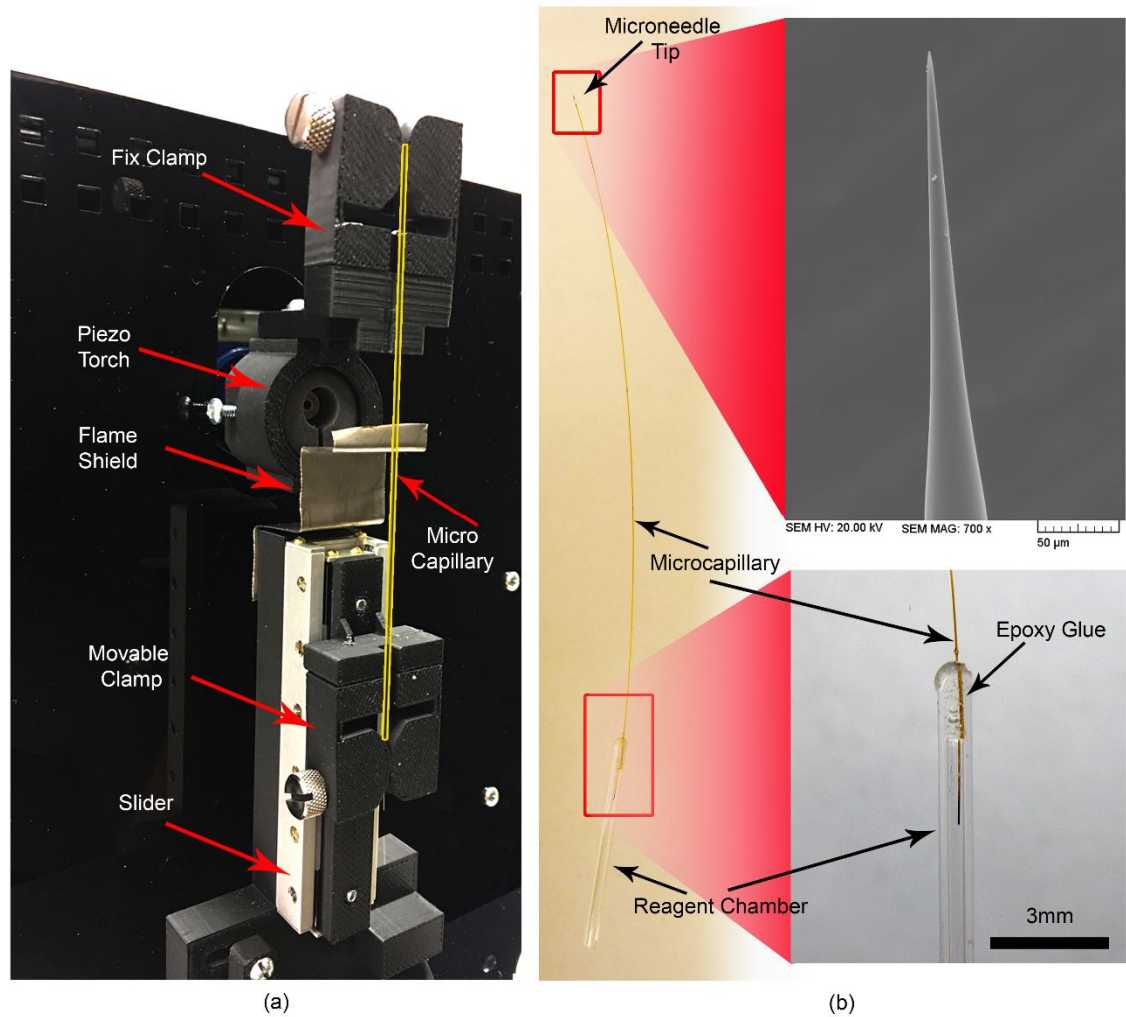 Fix Clamp
Piezo
Torch
Flame
Shield
Micro
Capillary
Movable
Clamp
Slider
(a)
Microneedle
Tip
SEM HV: 20.00 kV SEM MAG: 700 x
50 µm
Microcapillary
Epoxy Glue
Reagent Chamber
3mm
(b)